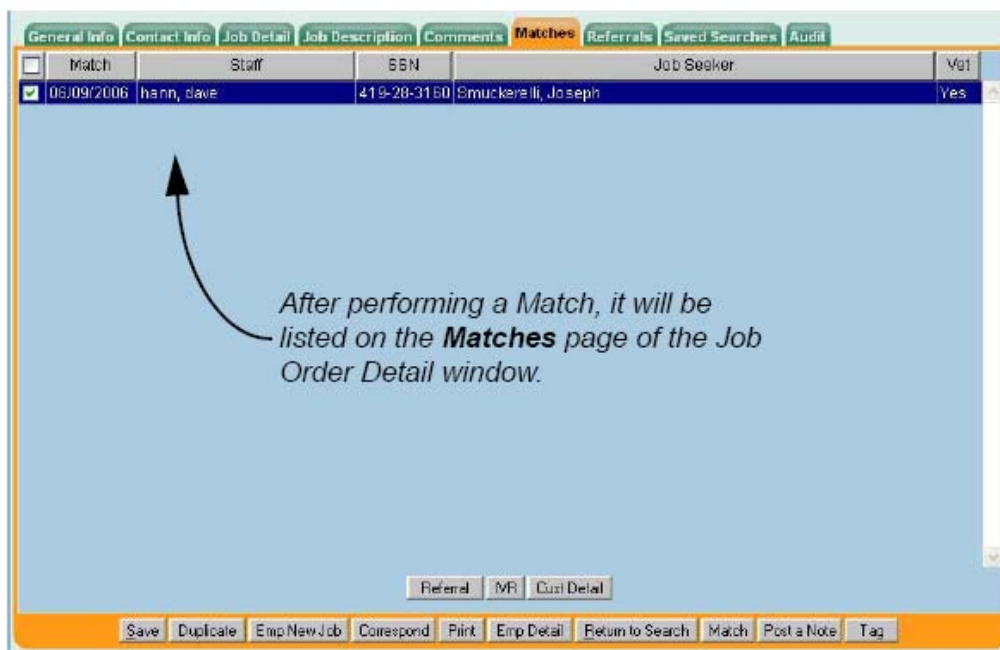 General Info Contact Info Job Detail Job Description Comments Matches Referrals Saved Searches Audit
Match Staff SSN Job Seeker Vet
06/09/2006 hann, dave 419-28-3160 Smuckerelli, Joseph Yes
After performing a Match, it will be
listed on the Matches page of the Job
Order Detail window.
Referral IVR Cust Detail
Save Duplicate Emp New Job Correspond Print Emp Detail Return to Search Match Post a Note Tag